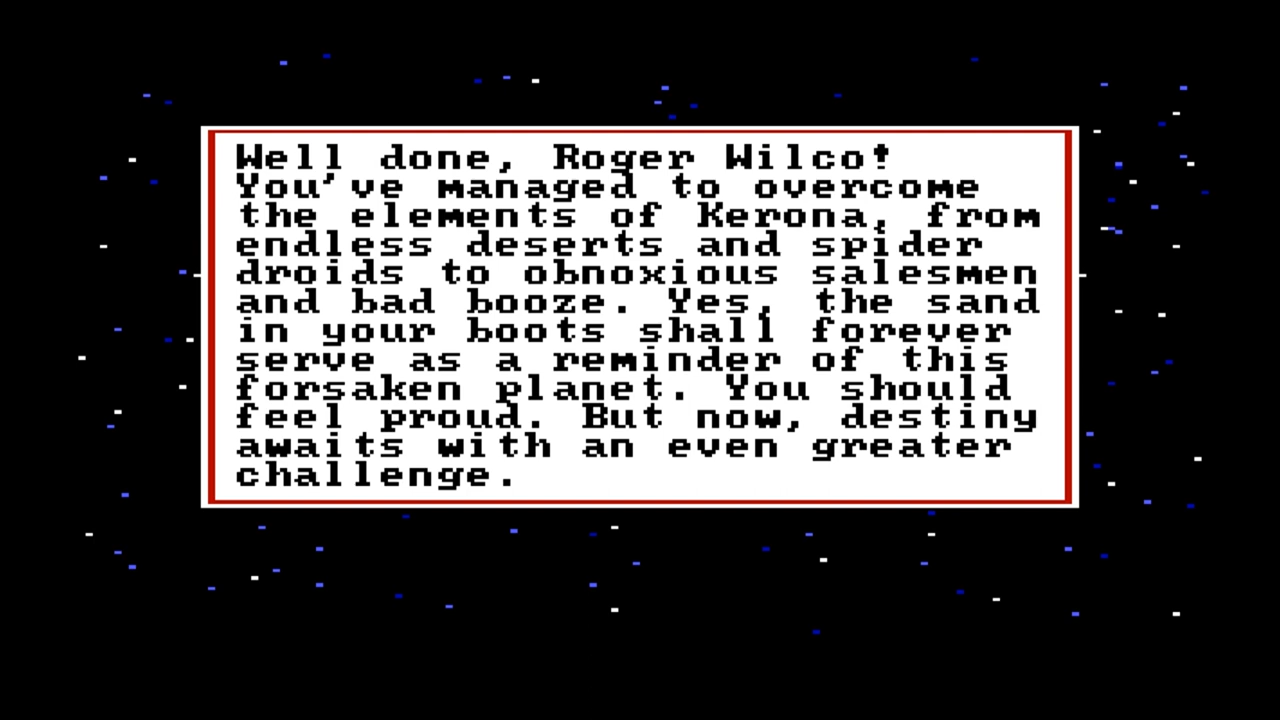 Well done, Roger Wilco!
You've managed to overcome
the elements of Kerona, from
endless deserts and spider
droids to obnoxious salesmen
and bad booze. Yes, the sand
in your boots shall forever
serve as a reminder of this
forsaken planet. You should
feel proud. But now, destiny
awaits with an even greater
challenge.